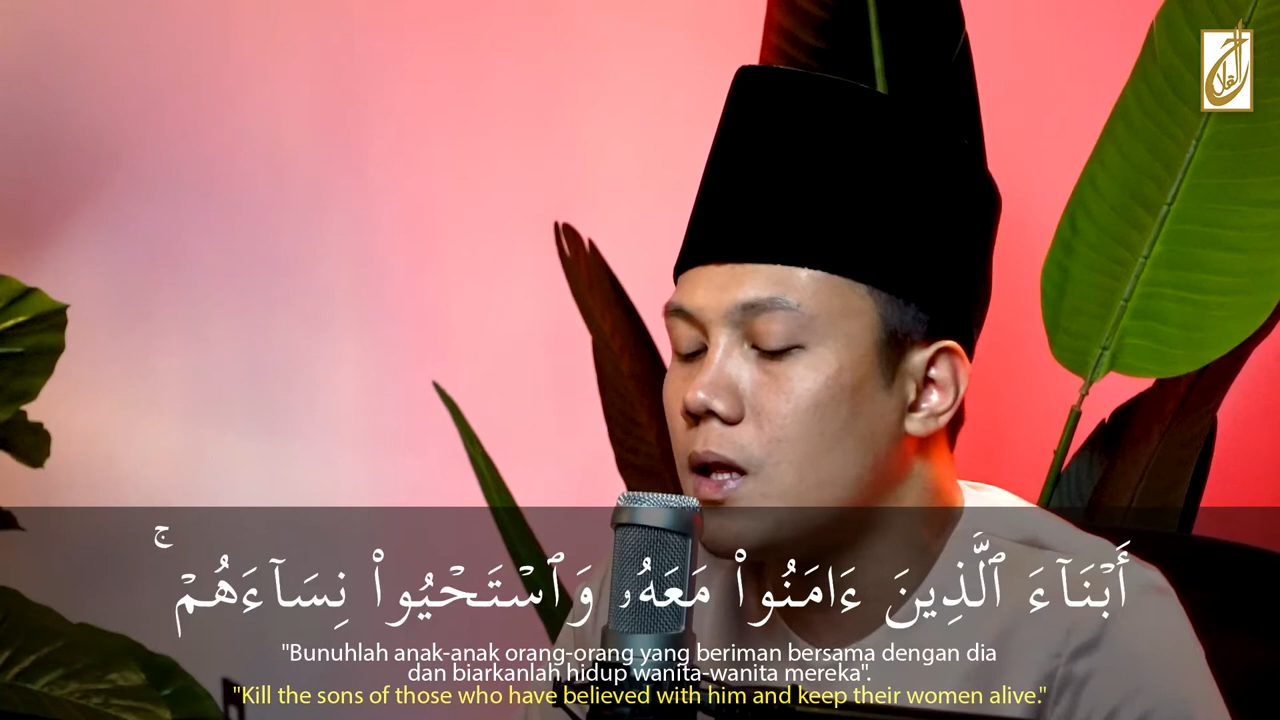 الفلاح
أَبْنَآءَ ٱلَّذِينَ ءَامَنُوا۟ مَعَهُۥ وَٱسْتَحْيُوا۟ نِسَآءَهُمْ ۚ
"Bunuhlah anak-anak orang-orang yang beriman bersama dengan dia
dan biarkanlah hidup wanita-wanita mereka".
"Kill the sons of those who have believed with him and keep their women alive."